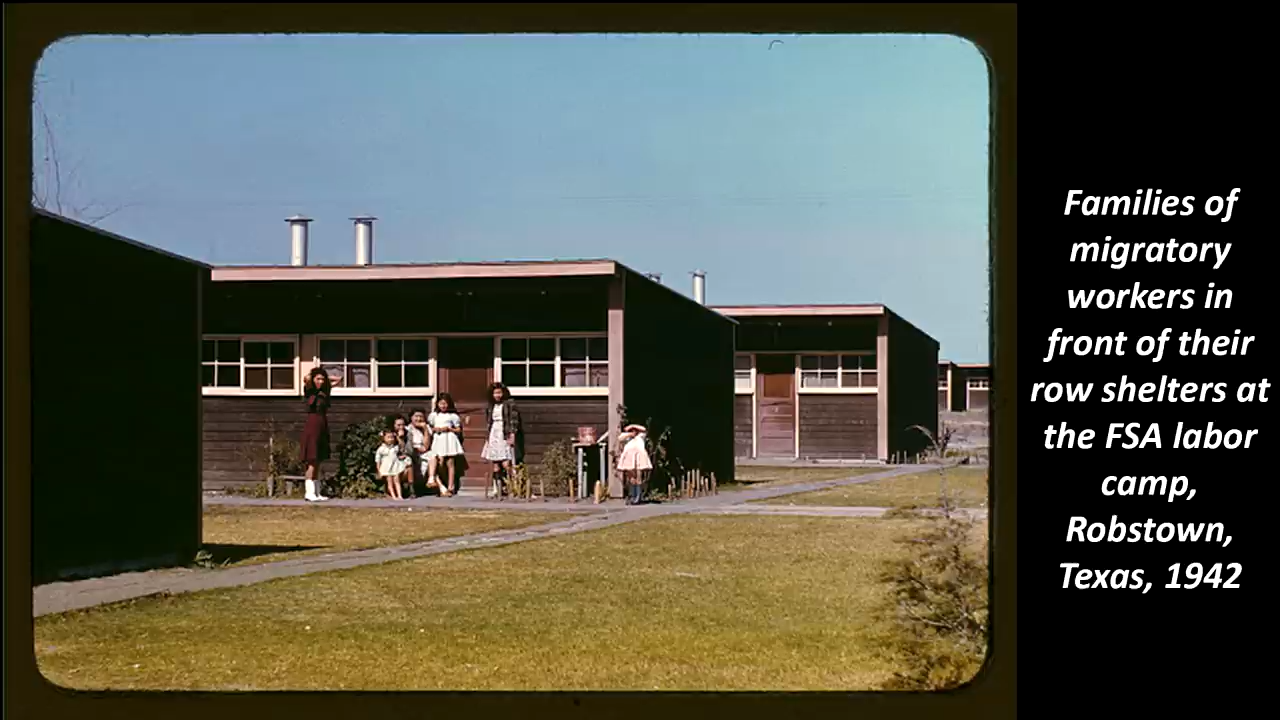 Families of
migratory
workers in
front of their
row shelters at
the FSA labor
camp,
Robstown,
Texas, 1942